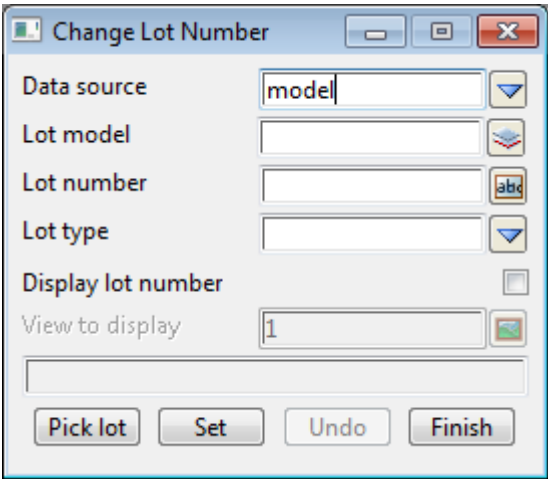 Change Lot Number
Data source model
Lot model
Lot number abc
Lot type
Display lot number
View to display 1
Pick lot Set Undo Finish